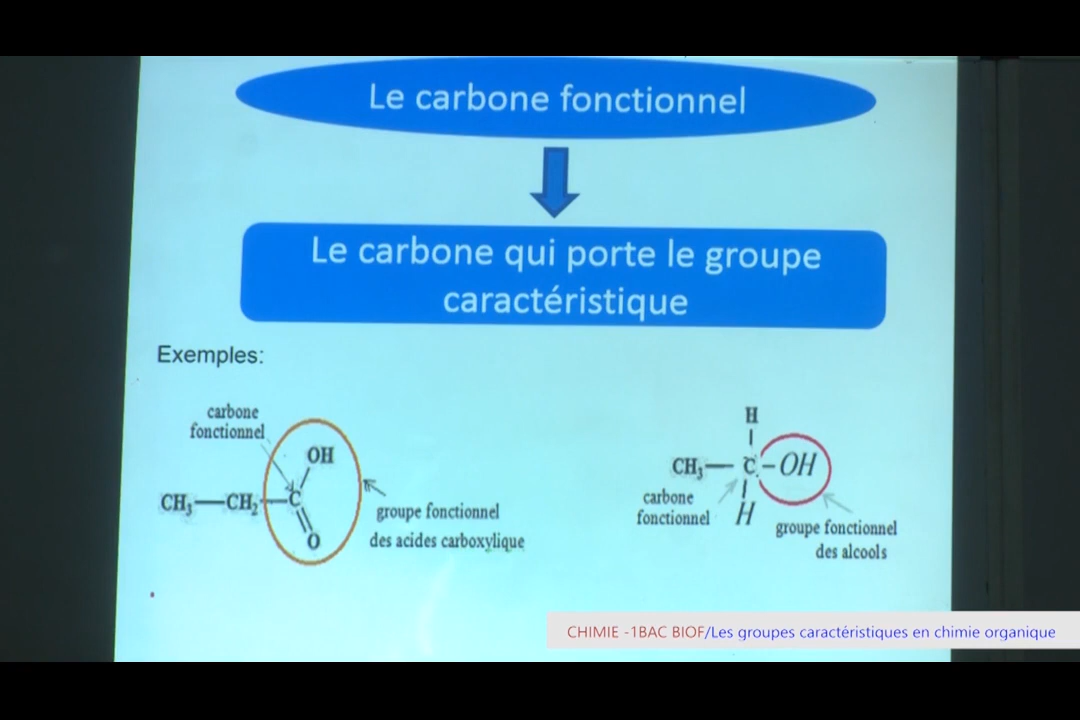 Le carbone fonctionnel
Le carbone qui porte le groupe
caractéristique
Exemples:
carbone
fonctionnel
OH
CH₃—CH₂—C
O
groupe fonctionnel
des acides carboxylique
H
CH₃—C—OH
H
carbone
fonctionnel
groupe fonctionnel
des alcools
CHIMIE -1BAC BIOF/Les groupes caractéristiques en chimie organique